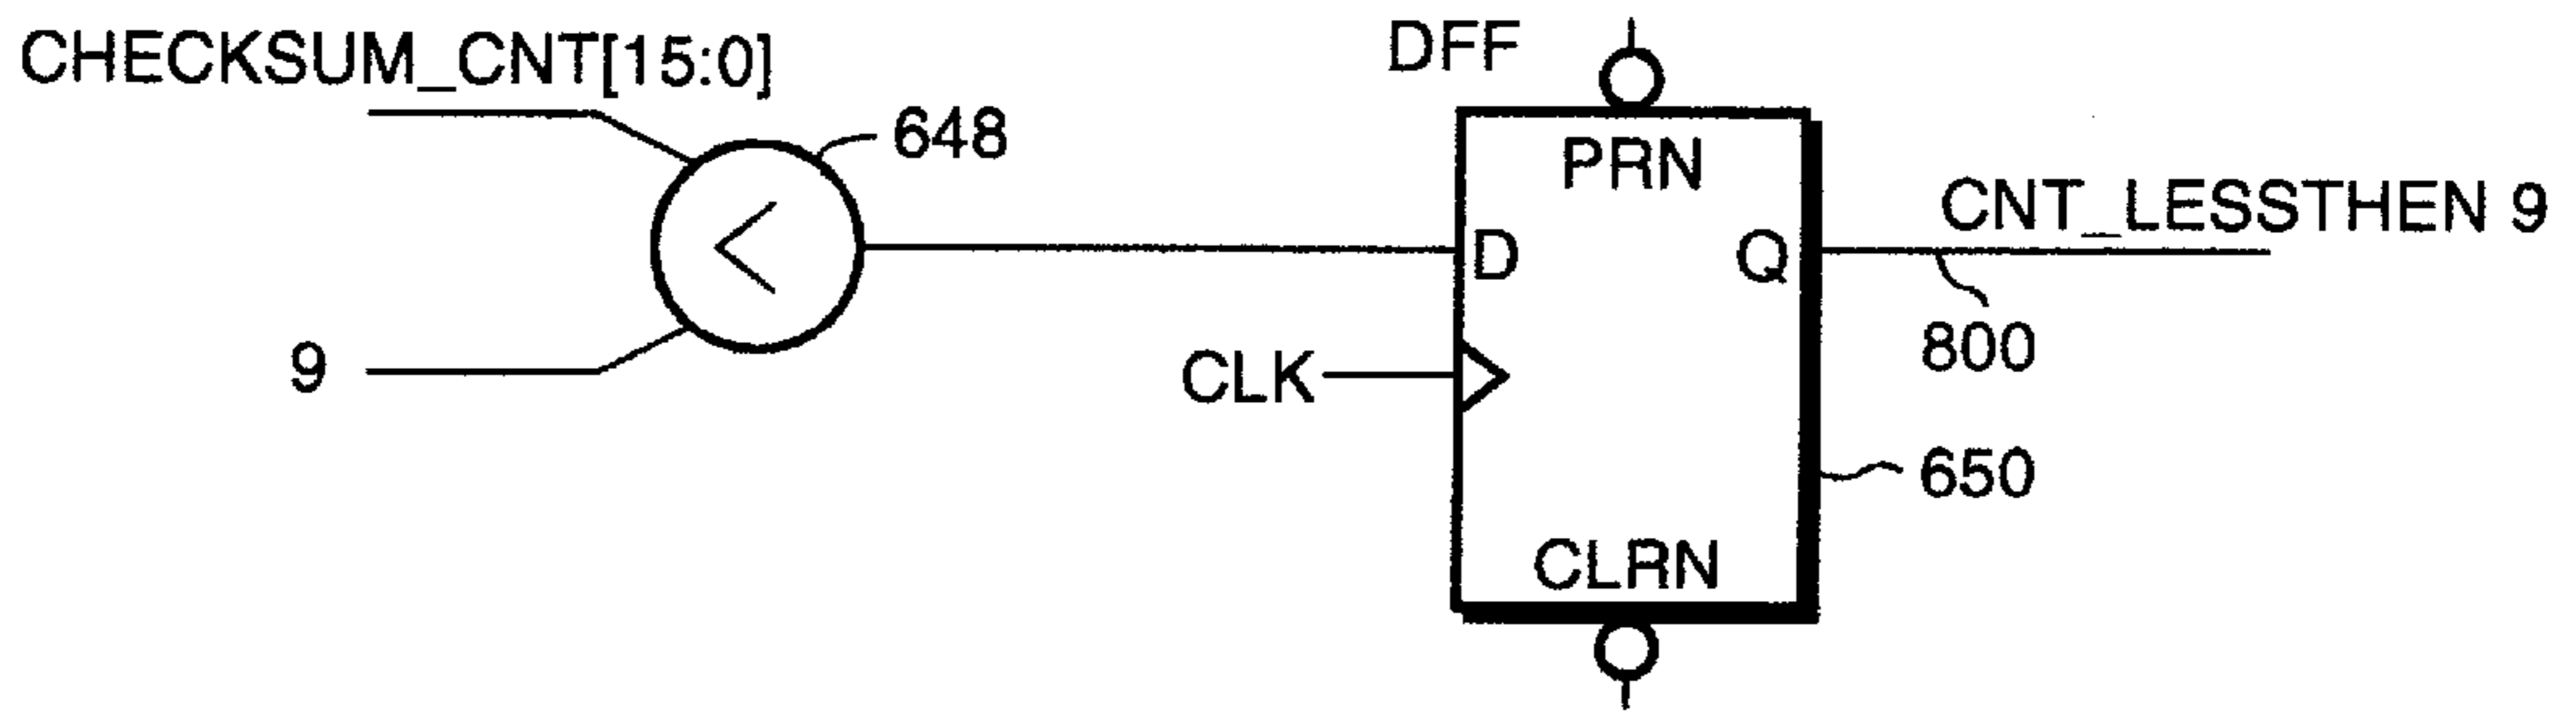 CHECKSUM_CNT[15:0]
648
<
9
DFF
PRN
D
Q
CLK
CLRN
CNT_LESSTHEN 9
800
650